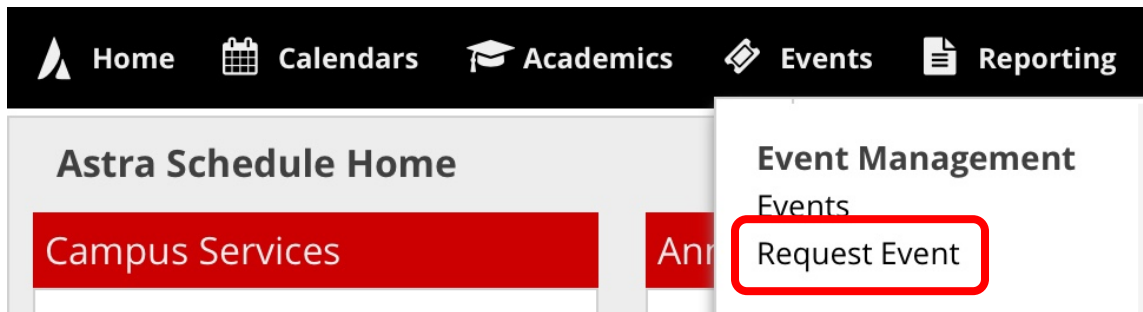 Home Calendars Academics Events Reporting
Astra Schedule Home
Campus Services
Event Management
Events
Request Event